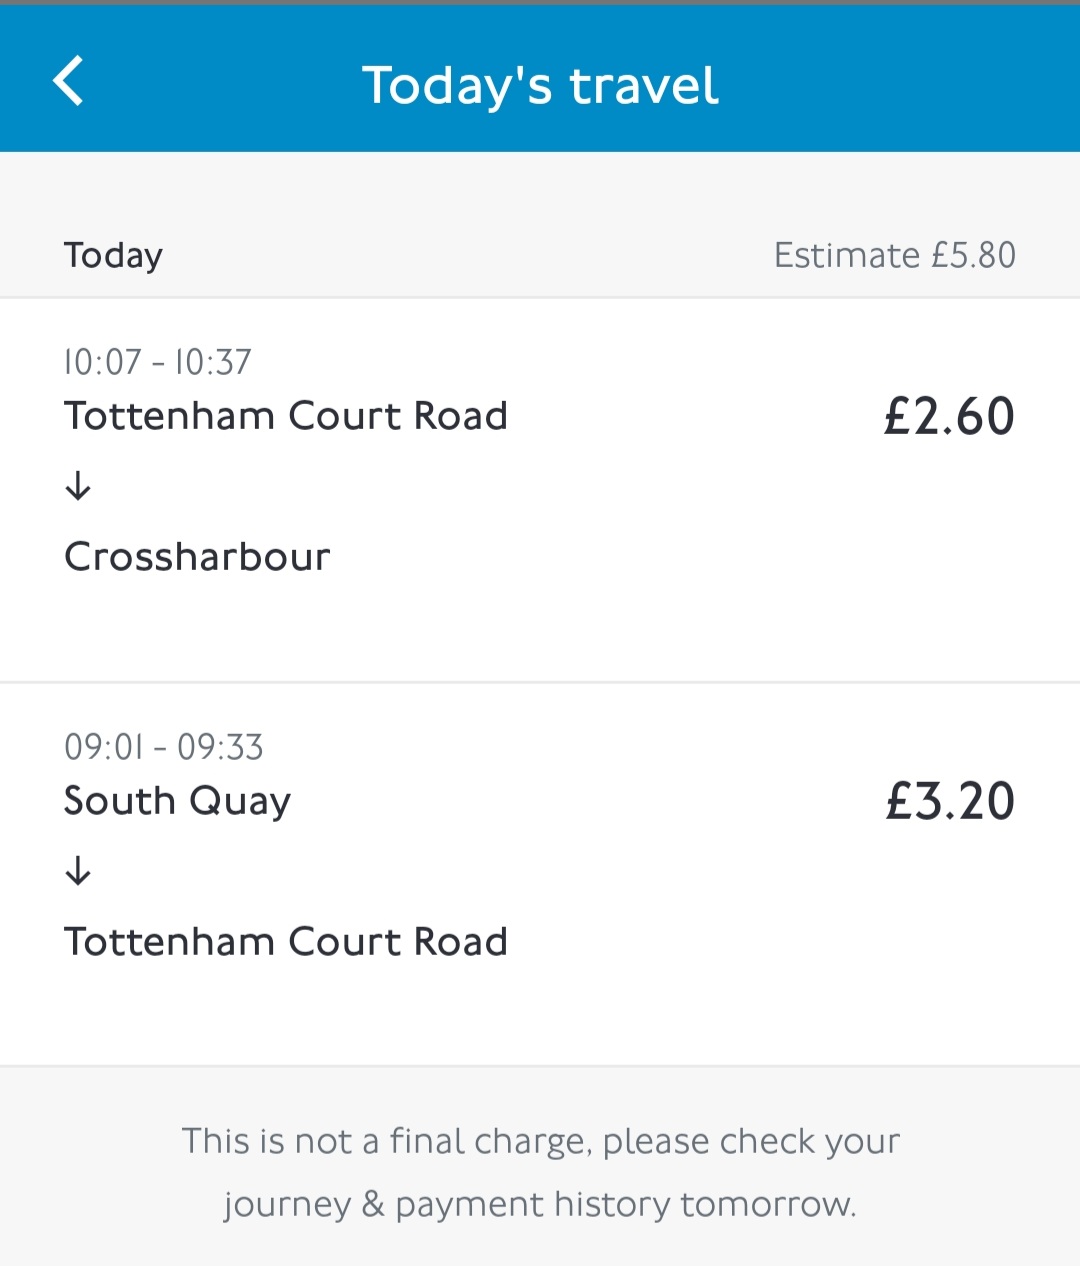 Today's travel
Today Estimate £5.80
10:07 - 10:37
Tottenham Court Road £2.60
↓
Crossharbour
09:01 - 09:33
South Quay £3.20
↓
Tottenham Court Road
This is not a final charge, please check your
journey & payment history tomorrow.